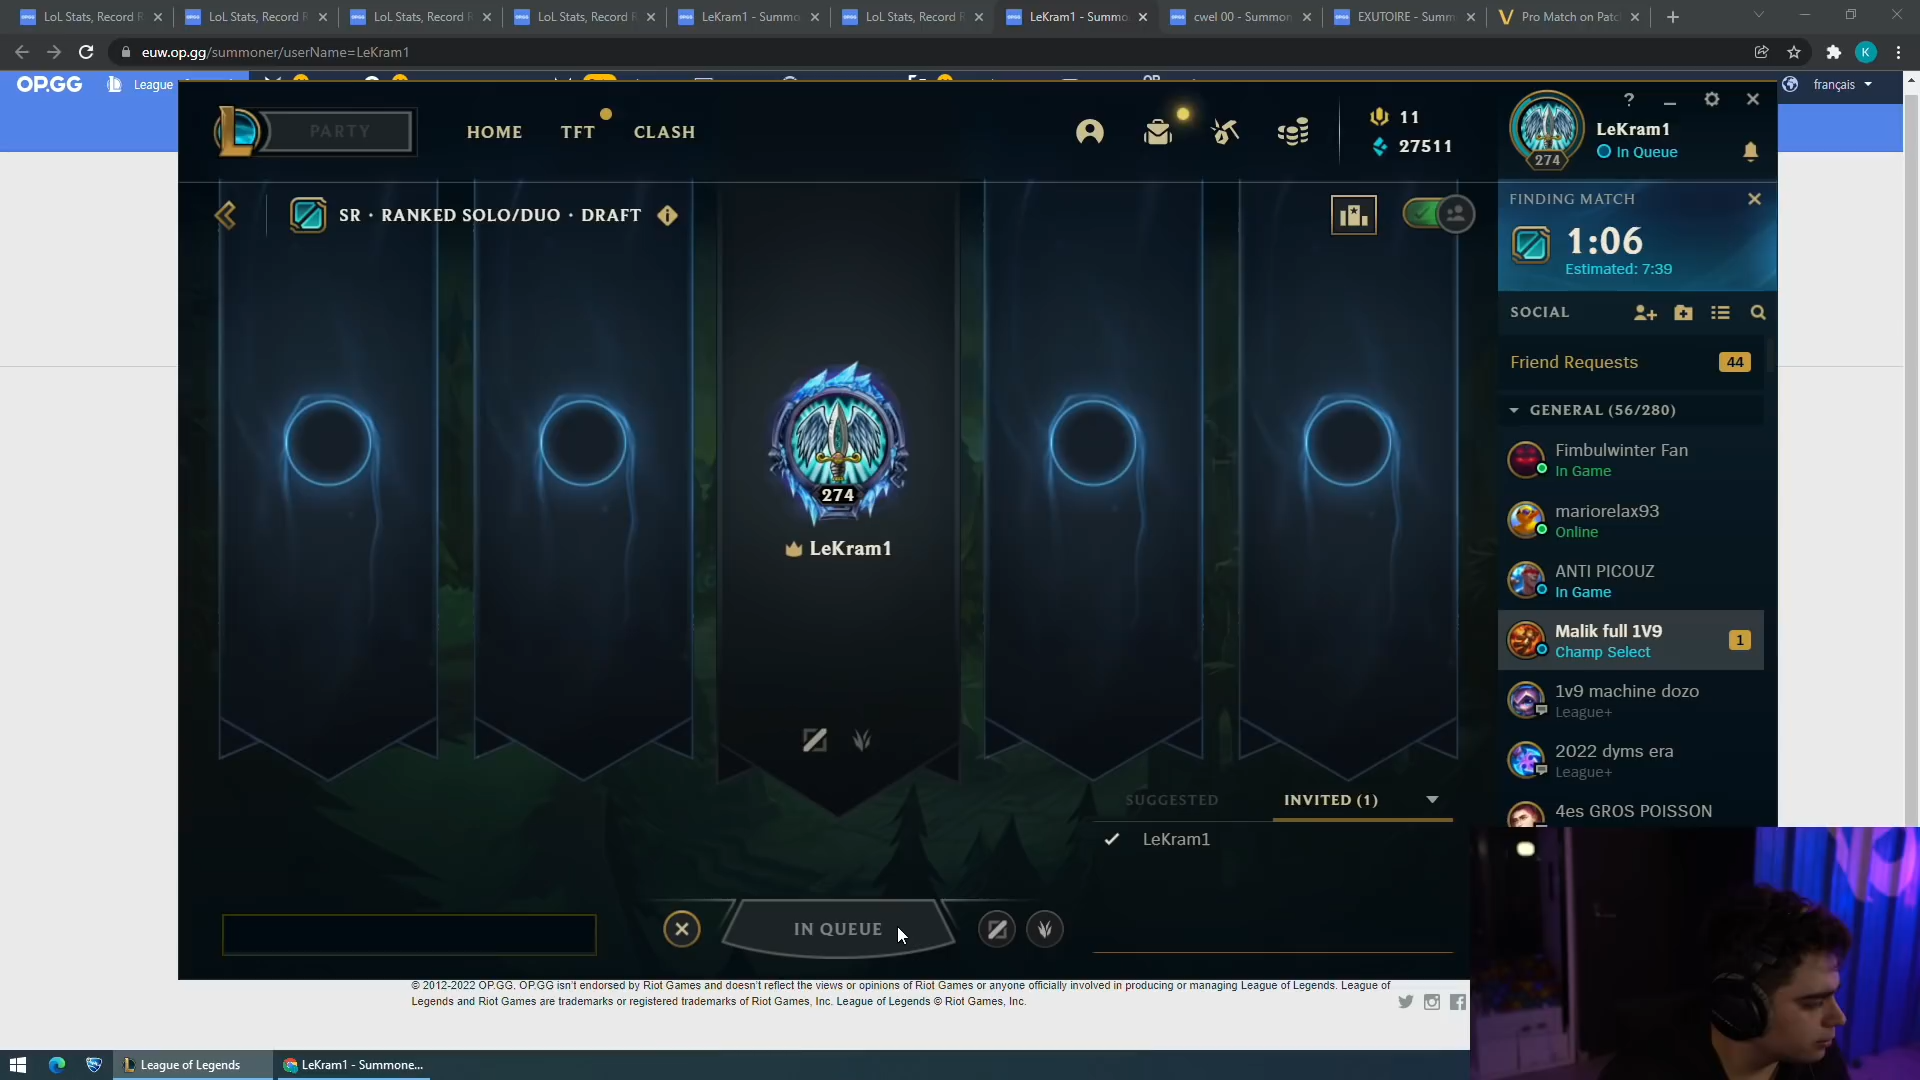 LoL Stats, Record R
LoL Stats, Record R
LoL Stats, Record R
LoL Stats, Record R
LeKram1 - Summo
LoL Stats, Record R
LeKram1 - Summo
cwel 00 - Summon
EXUTOIRE - Summ
Pro Match on Patc
euw.op.gg/summoner/userName=LeKram1
K
OP.GG
League
français
PARTY
HOME
TFT
CLASH
11
27511
274
LeKram1
In Queue
SR • RANKED SOLO/DUO • DRAFT
FINDING MATCH
1:06
Estimated: 7:39
SOCIAL
Friend Requests
44
GENERAL (56/280)
Fimbulwinter Fan
In Game
mariorelax93
Online
ANTI PICOUZ
In Game
Malik full 1V9
Champ Select
1
1v9 machine dozo
League+
2022 dyms era
League+
4es GROS POISSON
274
LeKram1
SUGGESTED
INVITED (1)
LeKram1
IN QUEUE
© 2012-2022 OP.GG. OP.GG isn't endorsed by Riot Games and doesn't reflect the views or opinions of Riot Games or anyone officially involved in producing or managing League of Legends. League of
Legends and Riot Games are trademarks or registered trademarks of Riot Games, Inc. League of Legends © Riot Games, Inc.
League of Legends
LeKram1 - Summone...